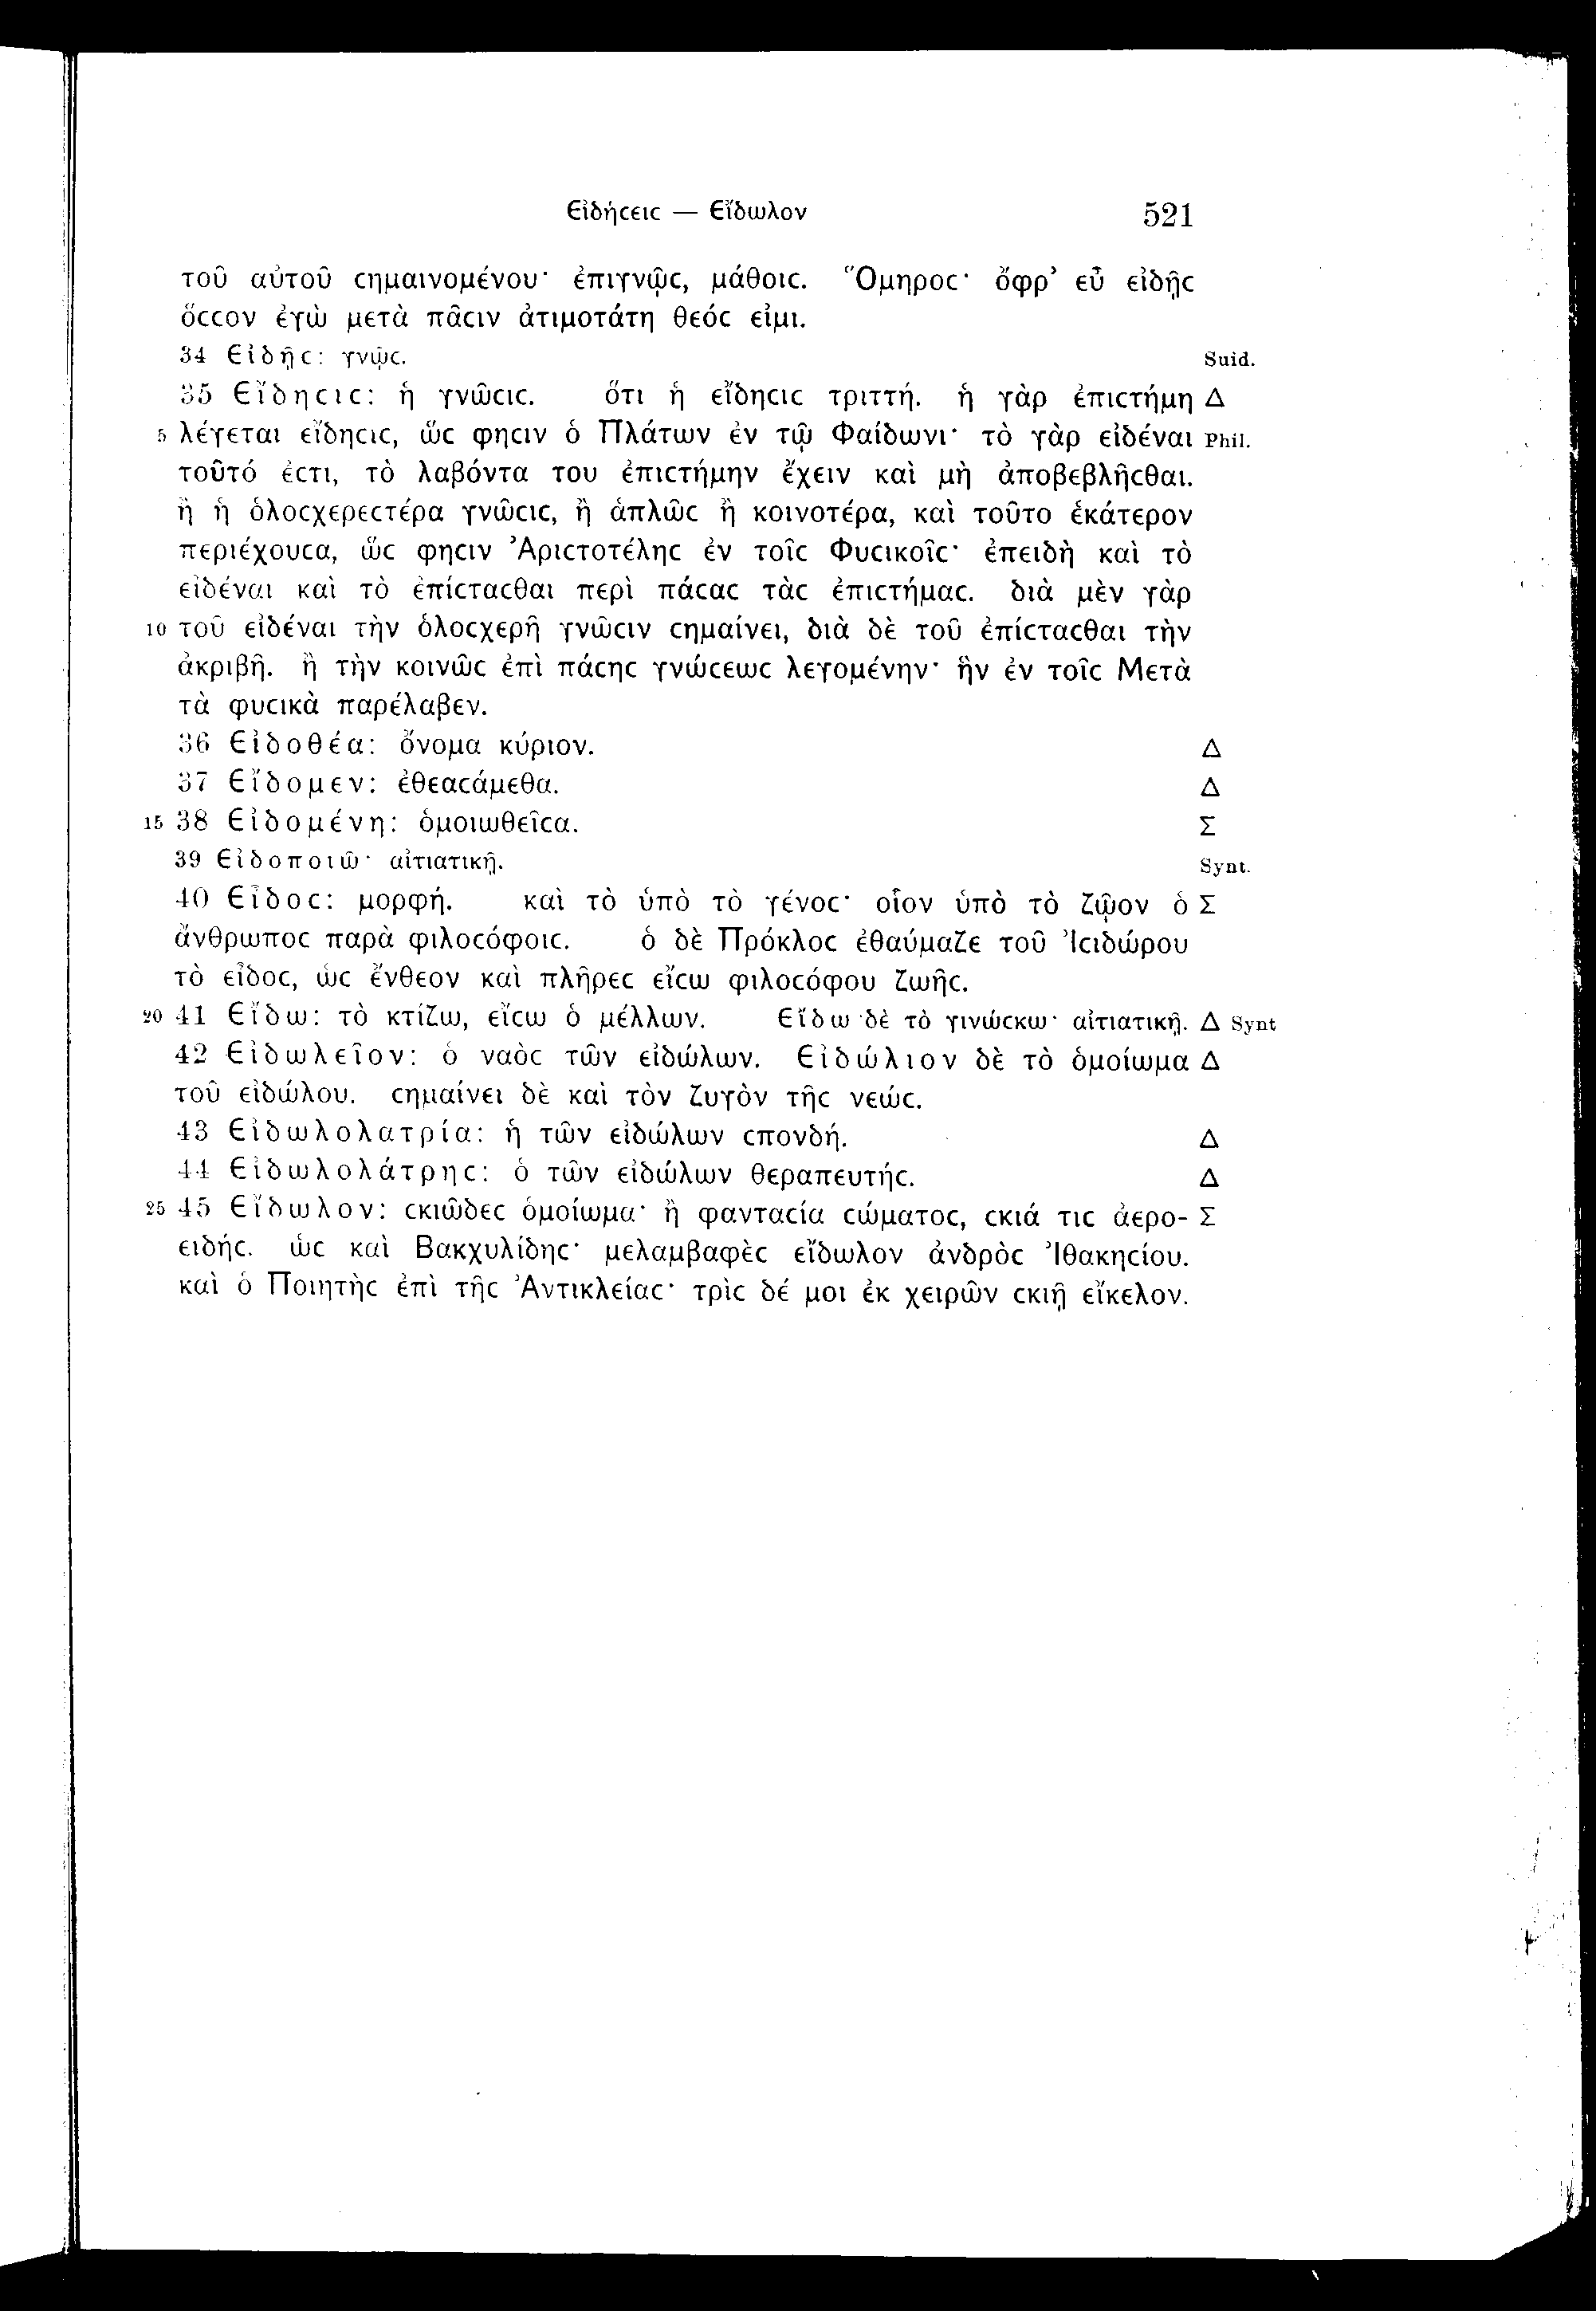 Εἰδήϲειϲ — Εἴδωλον 521
τοῦ αὐτοῦ ϲημαινομένου· ἐπιγνῷϲ, μάθοιϲ. Ὅμηροϲ· ὄφρ’ εὖ εἰδῇϲ
ὅϲϲον ἐγὼ μετὰ πᾶϲιν ἀτιμοτάτη θεόϲ εἰμι.
34 Εἰδῇϲ: γνῷϲ. Suid.
35 Εἴδηϲιϲ: ἡ γνῶϲιϲ. ὅτι ἡ εἴδηϲιϲ τριττή. ἡ γὰρ ἐπιϲτήμη Δ
5 λέγεται εἴδηϲιϲ, ὥϲ φηϲιν ὁ Πλάτων ἐν τῷ Φαίδωνι· τὸ γὰρ εἰδέναι Phil.
τοῦτό ἐϲτι, τὸ λαβόντα του ἐπιϲτήμην ἔχειν καὶ μὴ ἀποβεβλῆϲθαι.
ἢ ἡ ὁλοϲχερεϲτέρα γνῶϲιϲ, ἢ ἁπλῶϲ ἢ κοινοτέρα, καὶ τοῦτο ἑκάτερον
περιέχουϲα, ὥϲ φηϲιν Ἀριϲτοτέληϲ ἐν τοῖϲ Φυϲικοῖϲ· ἐπειδὴ καὶ τὸ
εἰδέναι καὶ τὸ ἐπίϲταϲθαι περὶ πάϲαϲ τὰϲ ἐπιϲτήμαϲ. διὰ μὲν γὰρ
10 τοῦ εἰδέναι τὴν ὁλοϲχερῆ γνῶϲιν ϲημαίνει, διὰ δὲ τοῦ ἐπίϲταϲθαι τὴν
ἀκριβῆ. ἢ τὴν κοινῶϲ ἐπὶ πάϲηϲ γνώϲεωϲ λεγομένην· ἣν ἐν τοῖϲ Μετὰ
τὰ φυϲικὰ παρέλαβεν.
36 Εἰδοθέα: ὄνομα κύριον. Δ
37 Εἴδομεν: ἐθεαϲάμεθα. Δ
15 38 Εἰδομένη: ὁμοιωθεῖϲα. Σ
39 Εἰδοποιῶ· αἰτιατικῇ. Synt.
40 Εἶδοϲ: μορφή. καὶ τὸ ὑπὸ τὸ γένοϲ· οἷον ὑπὸ τὸ ζῷον ὁ Σ
ἄνθρωποϲ παρὰ φιλοϲόφοιϲ. ὁ δὲ Πρόκλοϲ ἐθαύμαζε τοῦ Ἰϲιδώρου
τὸ εἶδοϲ, ὡϲ ἔνθεον καὶ πλῆρεϲ εἴϲω φιλοϲόφου ζωῆϲ.
20 41 Εἴδω: τὸ κτίζω, εἴϲω ὁ μέλλων. Εἴδω δὲ τὸ γινώϲκω· αἰτιατικῇ. Δ Synt
42 Εἰδωλεῖον: ὁ ναὸϲ τῶν εἰδώλων. Εἰδώλιον δὲ τὸ ὁμοίωμα Δ
τοῦ εἰδώλου. ϲημαίνει δὲ καὶ τὸν ζυγὸν τῆϲ νεώϲ.
43 Εἰδωλολατρία: ἡ τῶν εἰδώλων ϲπονδή. Δ
44 Εἰδωλολάτρηϲ: ὁ τῶν εἰδώλων θεραπευτήϲ. Δ
25 45 Εἴδωλον: ϲκιῶδεϲ ὁμοίωμα· ἢ φανταϲία ϲώματοϲ, ϲκιά τιϲ ἀερο- Σ
ειδήϲ. ὡϲ καὶ Βακχυλίδηϲ· μελαμβαφὲϲ εἴδωλον ἀνδρὸϲ Ἰθακηϲίου.
καὶ ὁ Ποιητὴϲ ἐπὶ τῆϲ Ἀντικλείαϲ· τρὶϲ δέ μοι ἐκ χειρῶν ϲκιῇ εἴκελον.